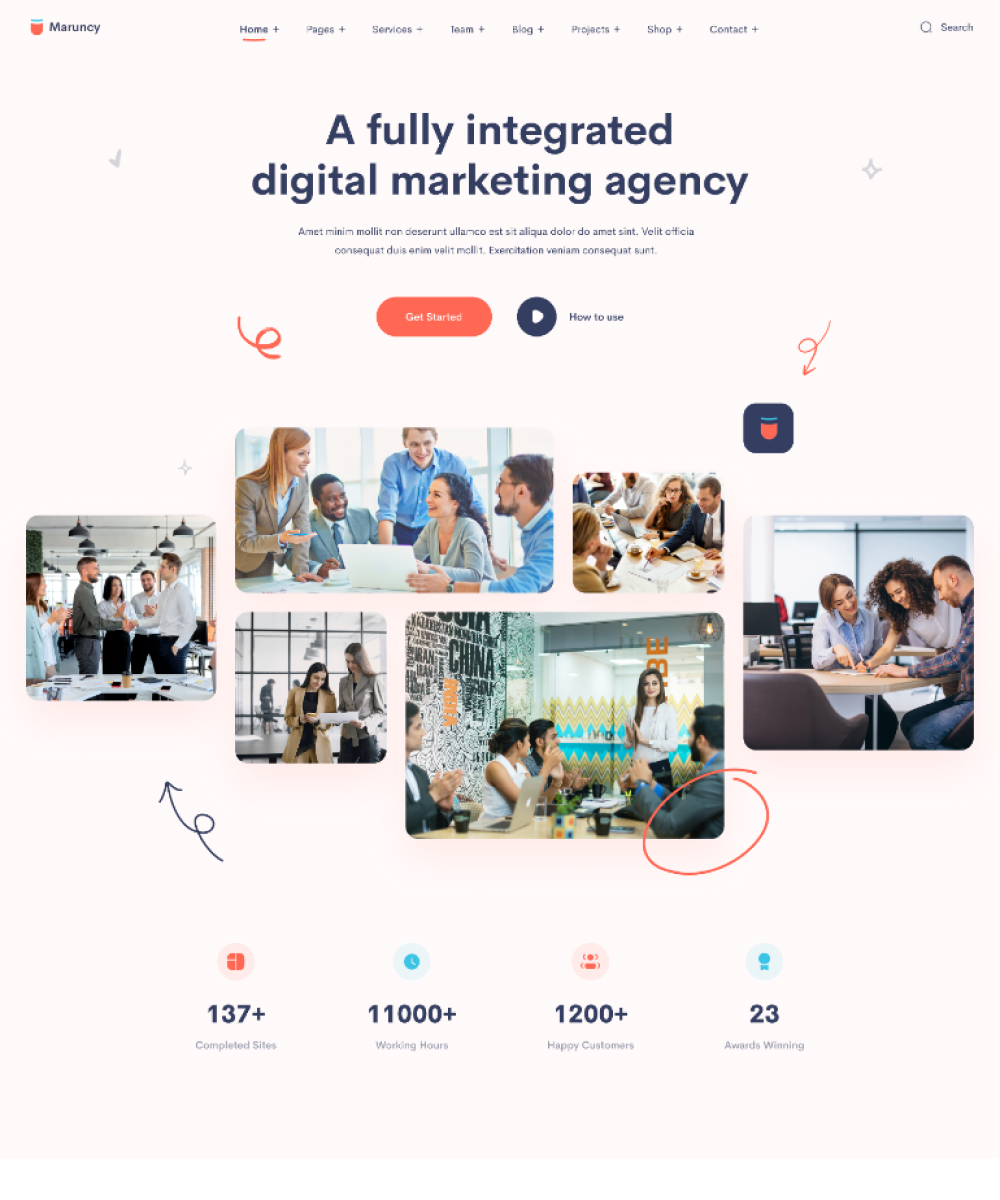 Maruncy
Home + Pages + Services + Team + Blog + Projects + Shop + Contact +
Search
A fully integrated
digital marketing agency
Amet minim mollit non deserunt ullamco est sit aliqua dolor do amet sint. Velit officia
consequat duis enim velit mollit. Exercitation veniam consequat sunt.
Get Started
How to use
CHINA
137+ 11000+ 1200+ 23
Completed Sites Working Hours Happy Customers Awards Winning